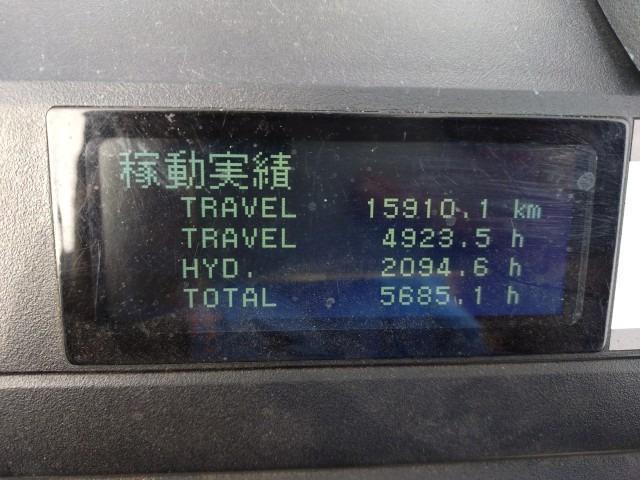 稼動実績
TRAVEL 15910.1 km
TRAVEL 4923.5 h
HYD. 2094.6 h
TOTAL 5685.1 h